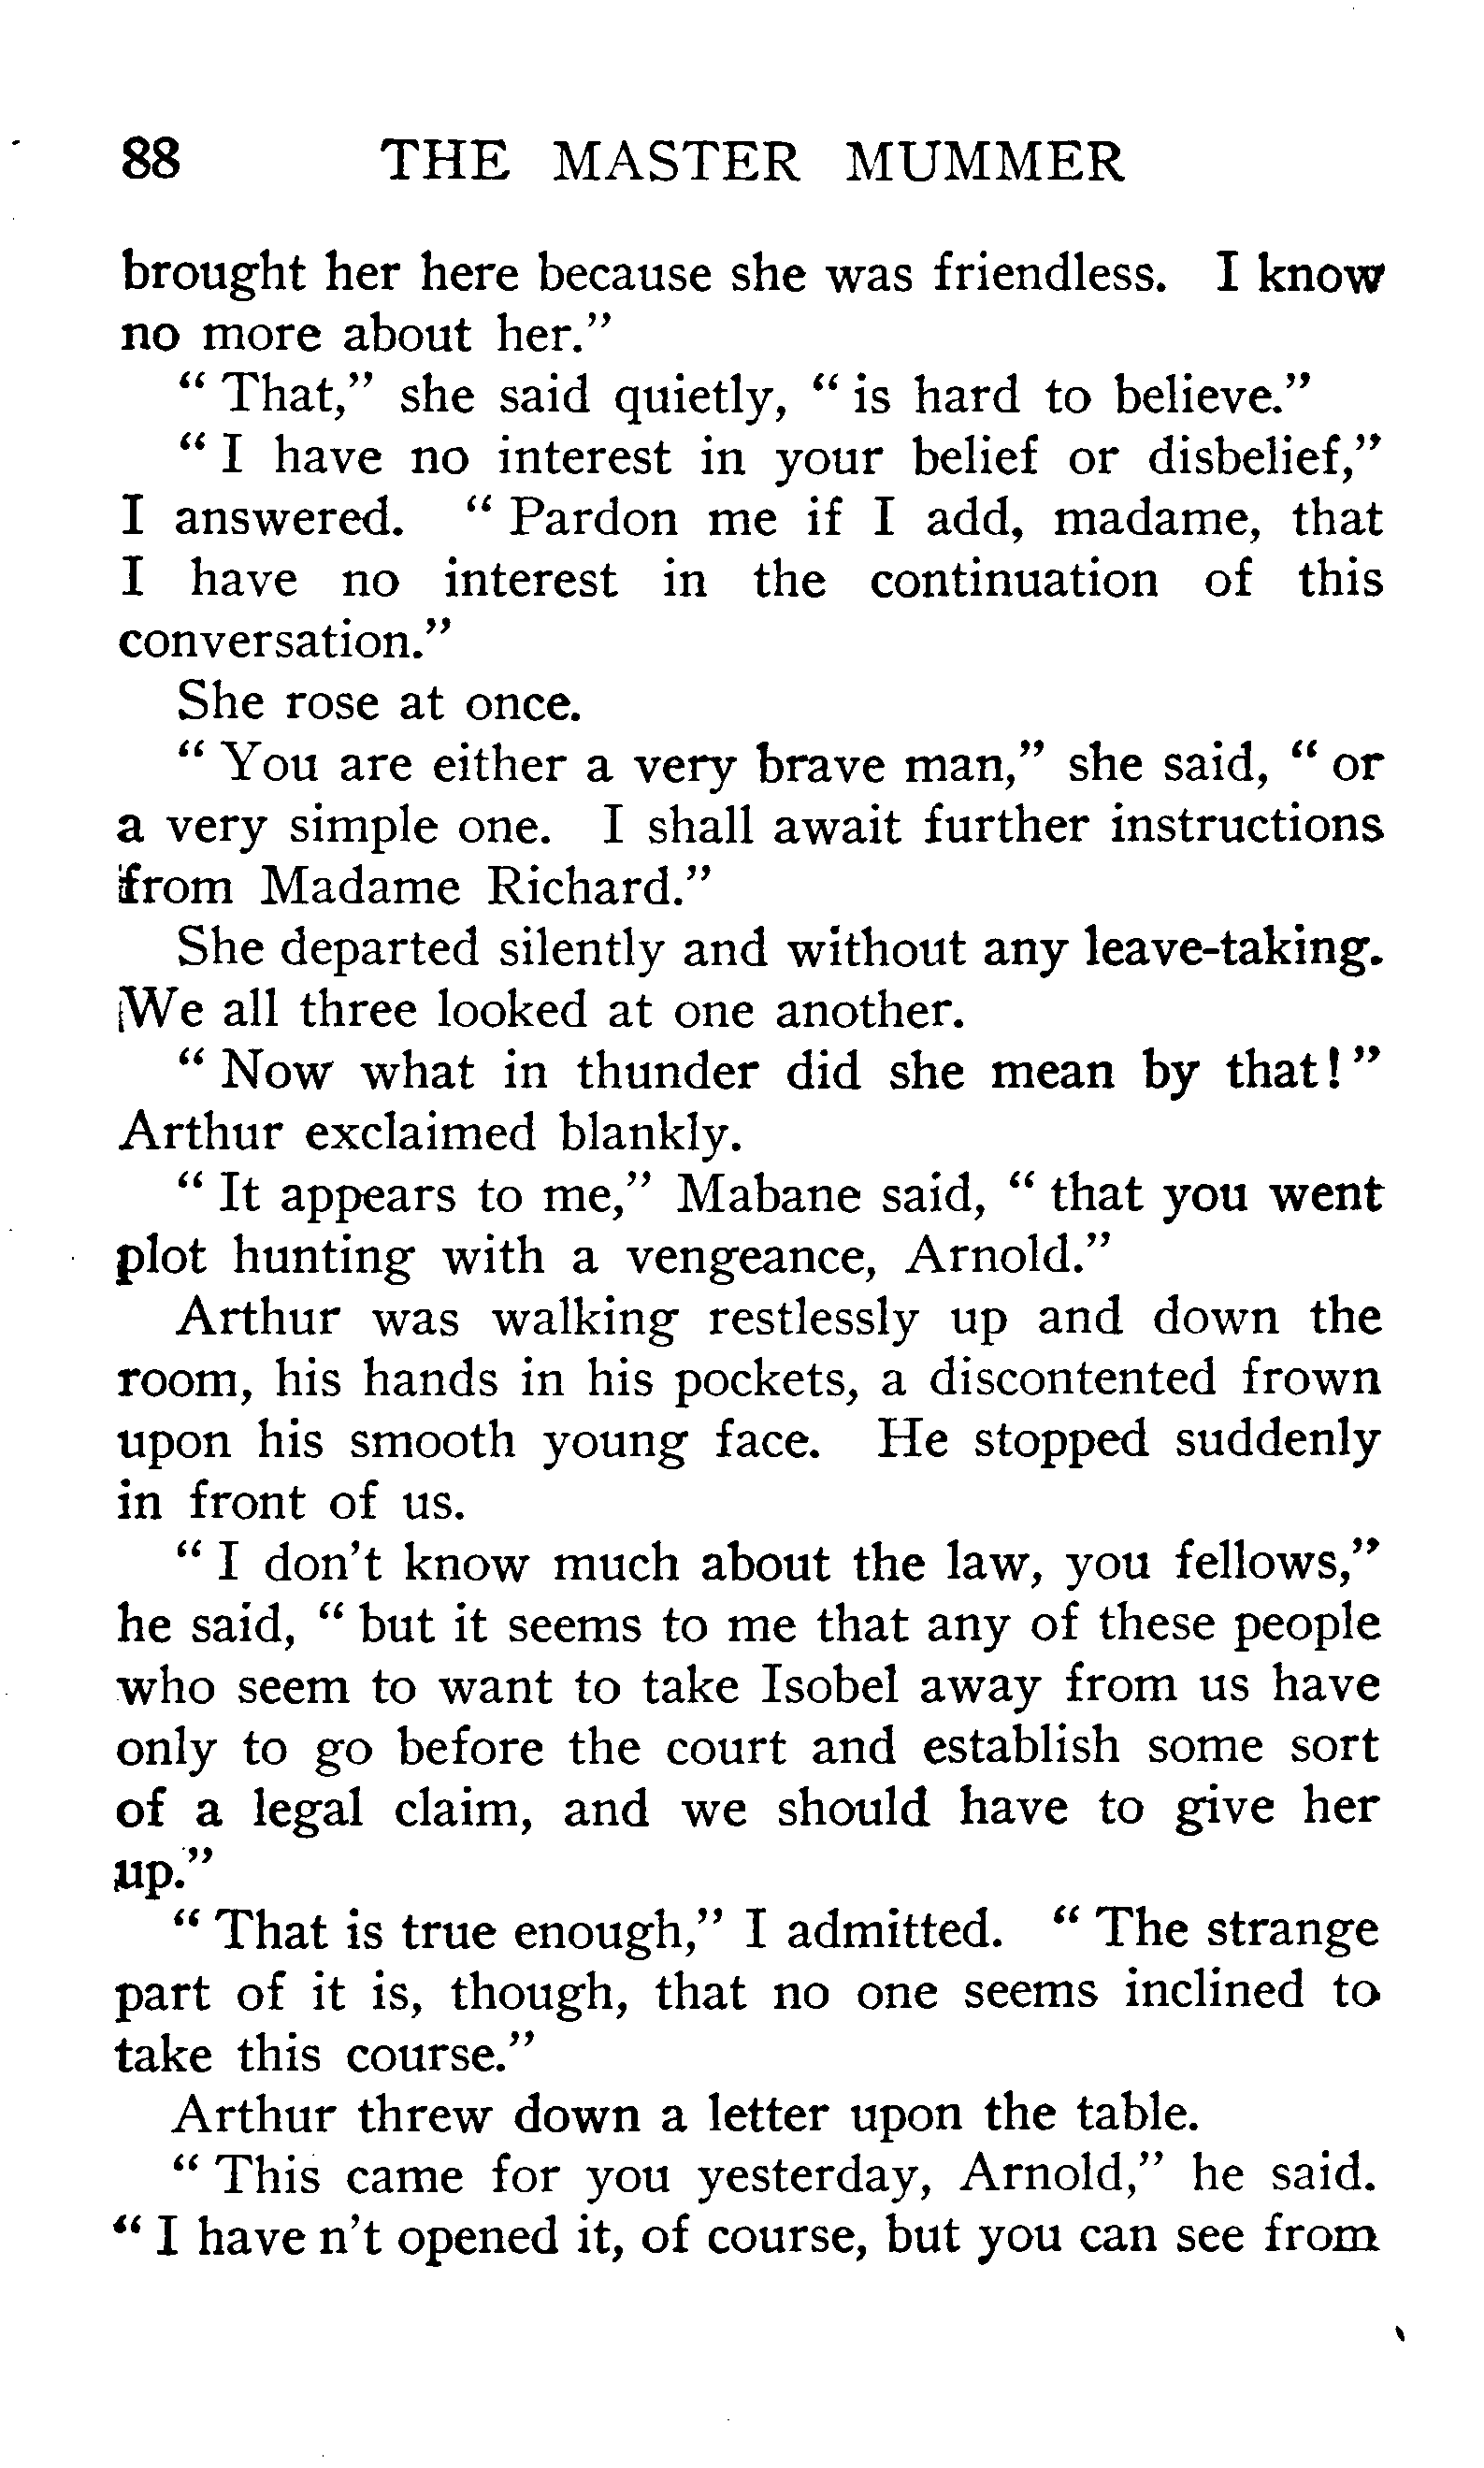 88 THE MASTER MUMMER
brought her here because she was friendless. I know
no more about her."
" That," she said quietly, " is hard to believe."
" I have no interest in your belief or disbelief,"
I answered. " Pardon me if I add, madame, that
I have no interest in the continuation of this
conversation."
She rose at once.
" You are either a very brave man," she said, " or
a very simple one. I shall await further instructions
from Madame Richard."
She departed silently and without any leave-taking.
We all three looked at one another.
" Now what in thunder did she mean by that! "
Arthur exclaimed blankly.
" It appears to me," Mabane said, " that you went
plot hunting with a vengeance, Arnold."
Arthur was walking restlessly up and down the
room, his hands in his pockets, a discontented frown
upon his smooth young face. He stopped suddenly
in front of us.
" I don't know much about the law, you fellows,"
he said, " but it seems to me that any of these people
who seem to want to take Isobel away from us have
only to go before the court and establish some sort
of a legal claim, and we should have to give her
up."
" That is true enough," I admitted. " The strange
part of it is, though, that no one seems inclined to
take this course."
Arthur threw down a letter upon the table.
" This came for you yesterday, Arnold," he said.
" I have n't opened it, of course, but you can see from